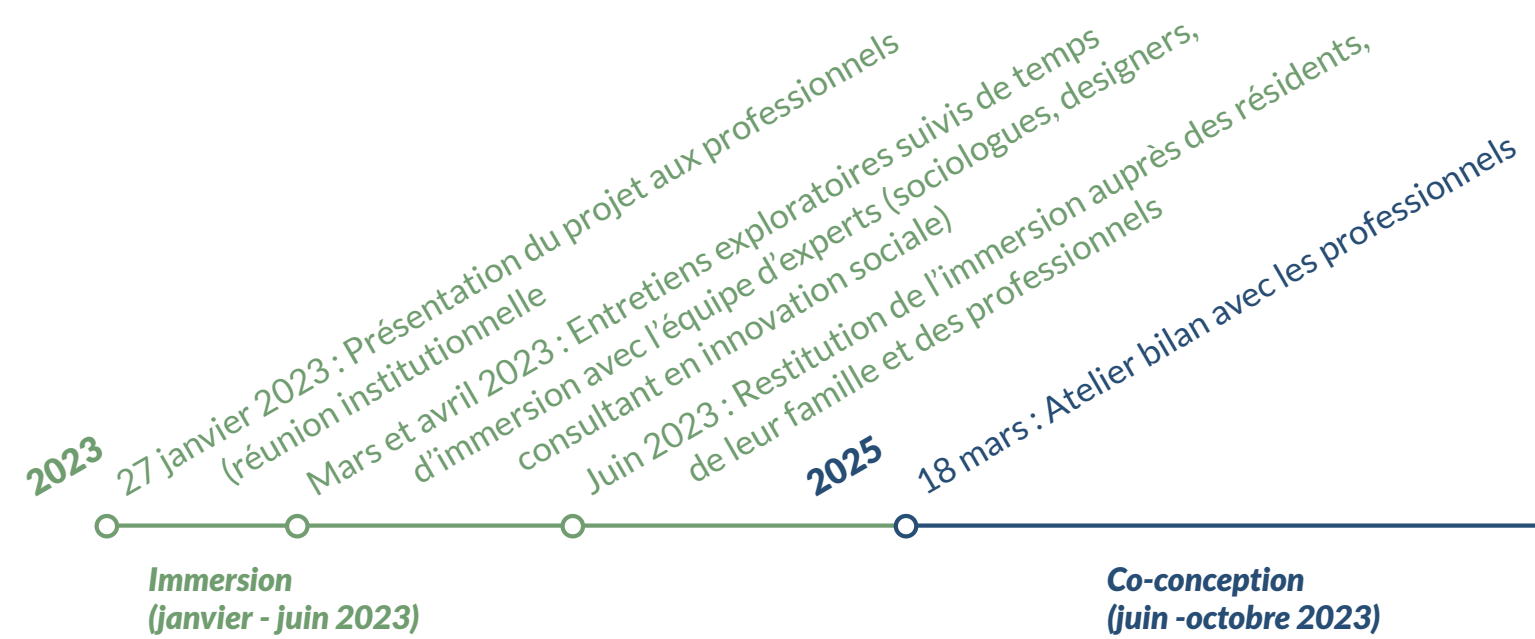 2023
27 janvier 2023 : Présentation du projet aux professionnels
(réunion institutionnelle
Mars et avril 2023 : Entretiens exploratoires suivis de temps
d’immersion avec l’équipe d’experts (sociologues, designers,
consultant en innovation sociale)
Juin 2023 : Restitution de l’immersion auprès des résidents,
de leur famille et des professionnels
2025
18 mars : Atelier bilan avec les professionnels
Immersion
(janvier - juin 2023)
Co-conception
(juin -octobre 2023)